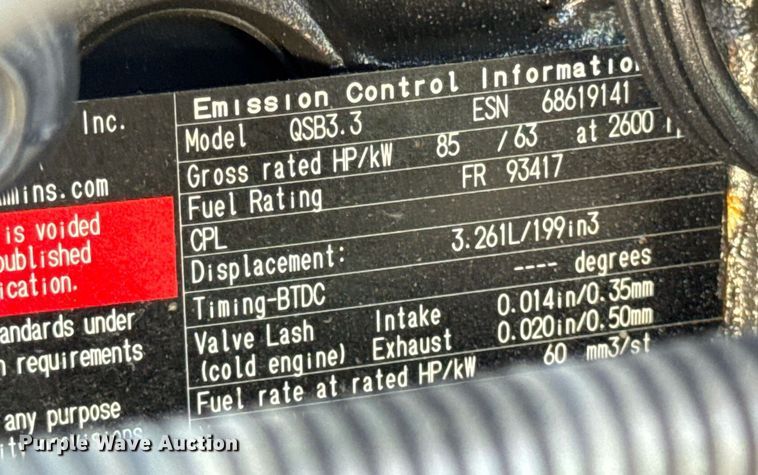 Inc.
ins.com
is voided
published
ication.
andards under
requirements
any purpose
Emission Control Informatio
Model QSB3.3 ESN 68619141
Gross rated HP/kW 85 / 63 at 2600
Fuel Rating FR 93417
CPL
Displacement: 3.261L/199in3
Timing-BTDC ---- degrees
Valve Lash Intake 0.014in/0.35mm
(cold engine) Exhaust 0.020in/0.50mm
Fuel rate at rated HP/kW 60 mm3/st
Purple Wave Auction